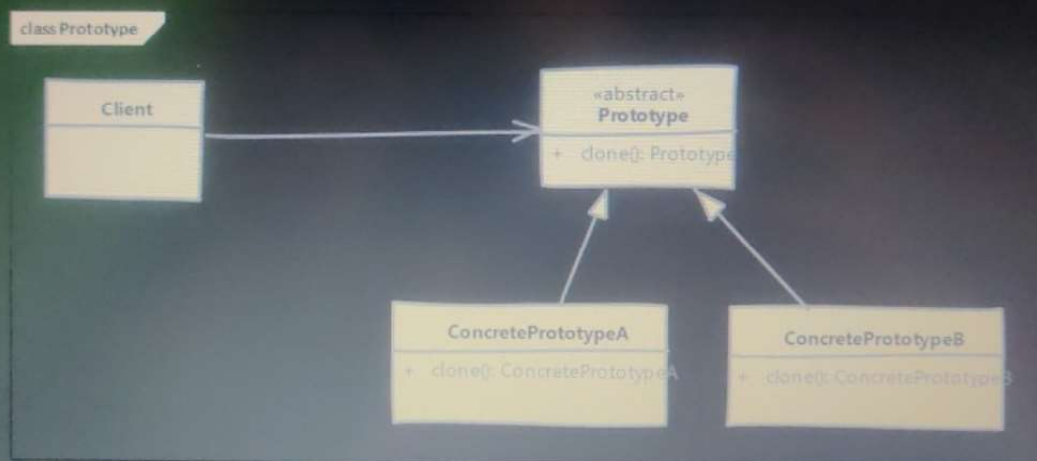 class Prototype
Client
«abstract»
Prototype
+ clone(): Prototype
ConcretePrototypeA
+ clone(): ConcretePrototypeA
ConcretePrototypeB
+ clone(): ConcretePrototypeB